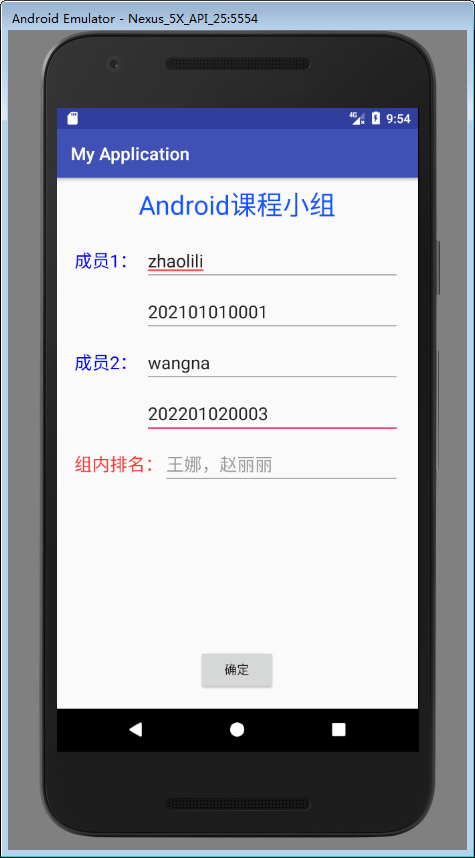 Android Emulator - Nexus_5X_API_25:5554
4G 9:54
My Application
Android课程小组
成员1： zhaolili
202101010001
成员2： wangna
202201020003
组内排名： 王娜，赵丽丽
确定